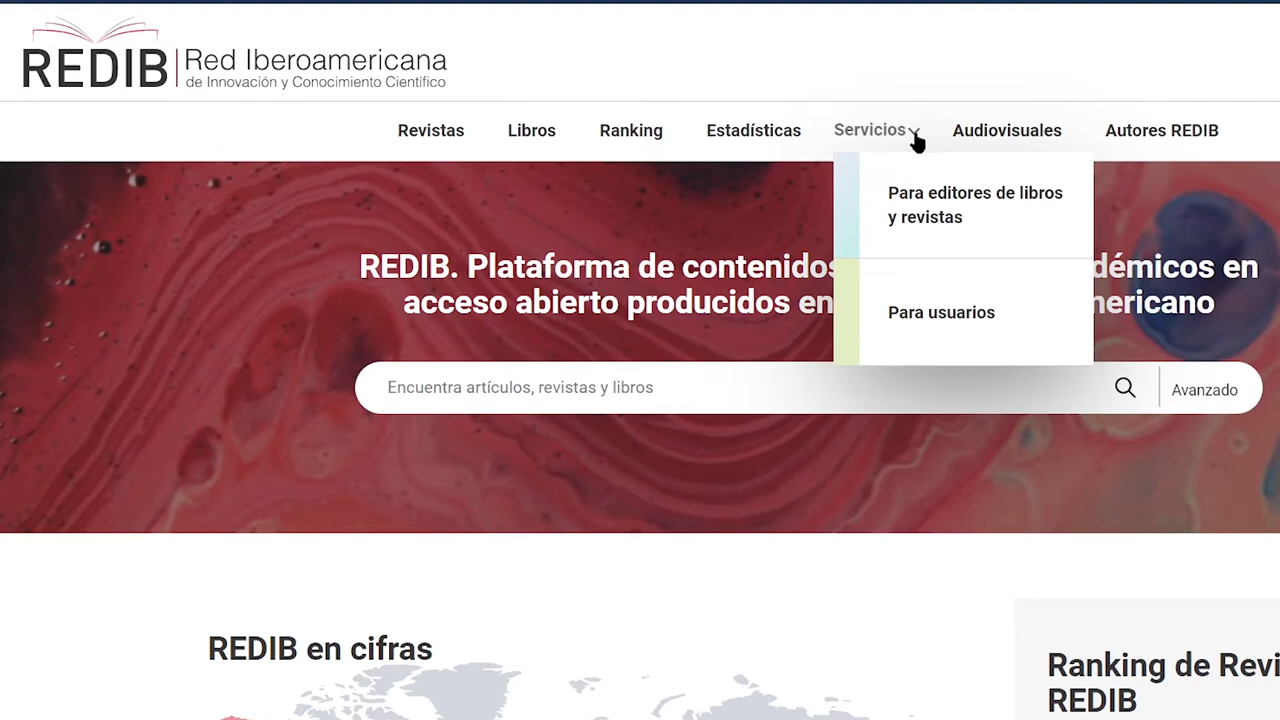 REDIB
Red Iberoamericana
de Innovación y Conocimiento Científico
Revistas Libros Ranking Estadísticas Servicios Audiovisuales Autores REDIB
Para editores de libros
y revistas
Para usuarios
REDIB. Plataforma de contenidos démicos en
acceso abierto producidos en mericano
Encuentra artículos, revistas y libros
Avanzado
REDIB en cifras
Ranking de Revi
REDIB